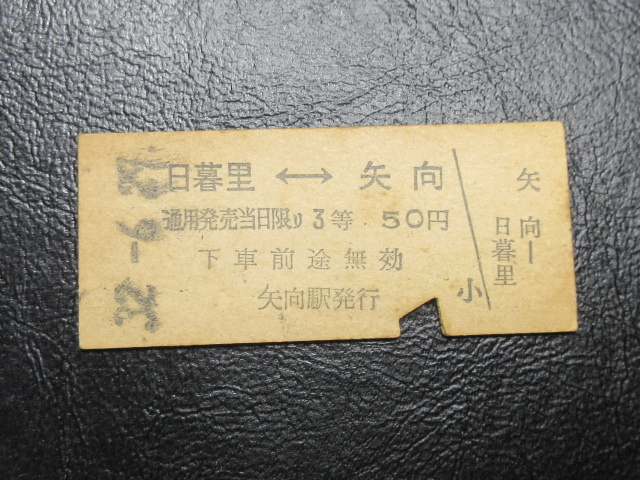 日暮里 ⟷ 矢向
通用発売当日限り 3等 50円
下車前途無効
矢向駅発行
小
矢向―日暮里